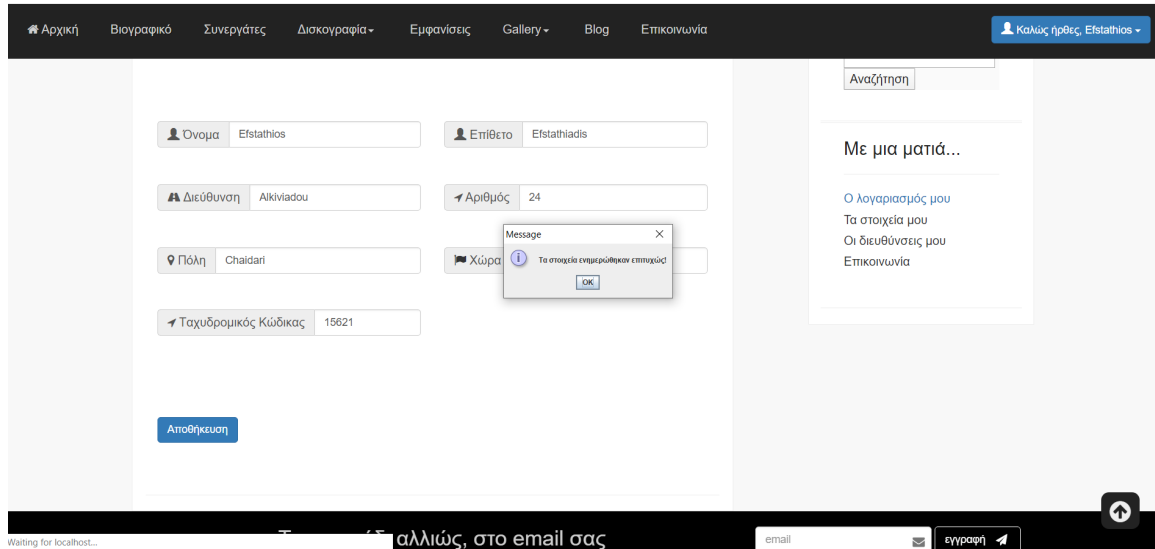 Αρχική Βιογραφικό Συνεργάτες Δισκογραφία Εμφανίσεις Gallery Blog Επικοινωνία Καλώς ήρθες, Efstathios
Αναζήτηση
Όνομα Efstathios Επίθετο Efstathiadis
Με μια ματιά...
Διεύθυνση Alkiviadou Αριθμός 24
Ο λογαριασμός μου
Τα στοιχεία μου
Οι διευθύνσεις μου
Επικοινωνία
Message
Πόλη Chaidari Χώρα
Τα στοιχεία ενημερώθηκαν επιτυχώς!
OK
Ταχυδρομικός Κώδικας 15621
Αποθήκευση
αλλιώς, στο email σας
email εγγραφή
Waiting for localhost...